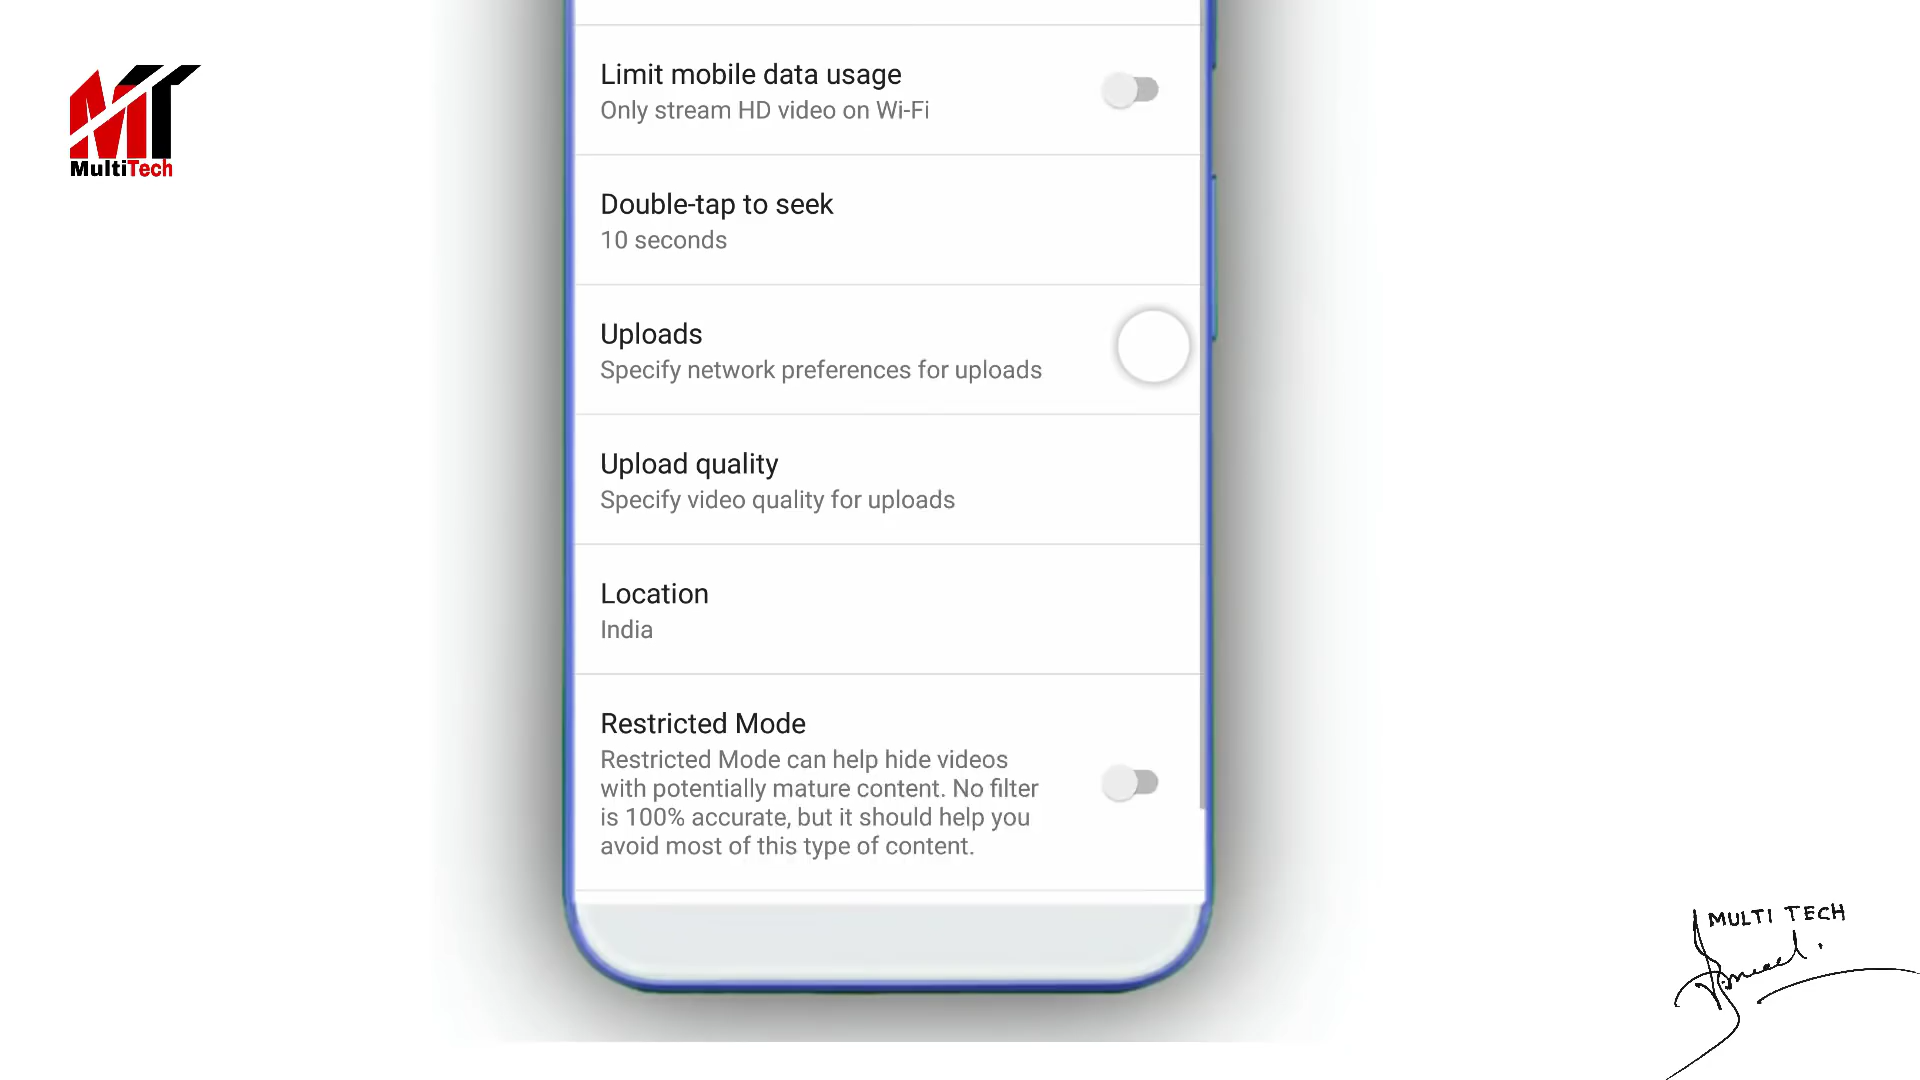 MultiTech
Limit mobile data usage
Only stream HD video on Wi-Fi
Double-tap to seek
10 seconds
Uploads
Specify network preferences for uploads
Upload quality
Specify video quality for uploads
Location
India
Restricted Mode
Restricted Mode can help hide videos
with potentially mature content. No filter
is 100% accurate, but it should help you
avoid most of this type of content.
MULTI TECH